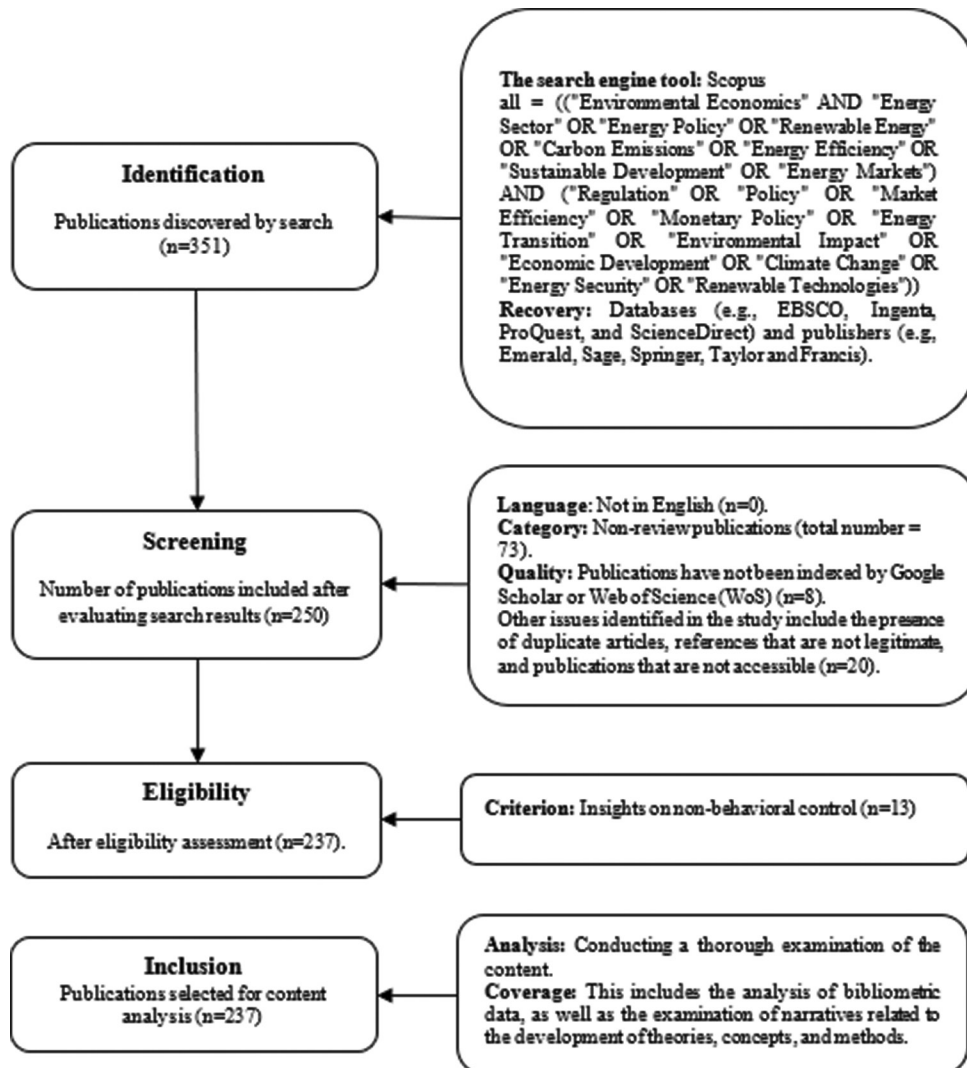 The search engine tool: Scopus
all = (("Environmental Economics" AND "Energy
Sector" OR "Energy Policy" OR "Renewable Energy"
OR "Carbon Emissions" OR "Energy Efficiency" OR
"Sustainable Development" OR "Energy Markets")
AND ("Regulation" OR "Policy" OR "Market
Efficiency" OR "Monetary Policy" OR "Energy
Transition" OR "Environmental Impact" OR
"Economic Development" OR "Climate Change" OR
"Energy Security" OR "Renewable Technologies"))
Recovery: Databases (e.g., EBSCO, Ingenta,
ProQuest, and ScienceDirect) and publishers (e.g,
Emerald, Sage, Springer, Taylor and Francis).
Identification
Publications discovered by search
(n=351)
Language: Not in English (n=0).
Category: Non-review publications (total number =
73).
Quality: Publications have not been indexed by Google
Scholar or Web of Science (WoS) (n=8).
Other issues identified in the study include the presence
of duplicate articles, references that are not legitimate,
and publications that are not accessible (n=20).
Screening
Number of publications included after
evaluating search results (n=250)
Eligibility
After eligibility assessment (n=237).
Criterion: Insights on non-behavioral control (n=13)
Inclusion
Publications selected for content
analysis (n=237)
Analysis: Conducting a thorough examination of the
content.
Coverage: This includes the analysis of bibliometric
data, as well as the examination of narratives related to
the development of theories, concepts, and methods.